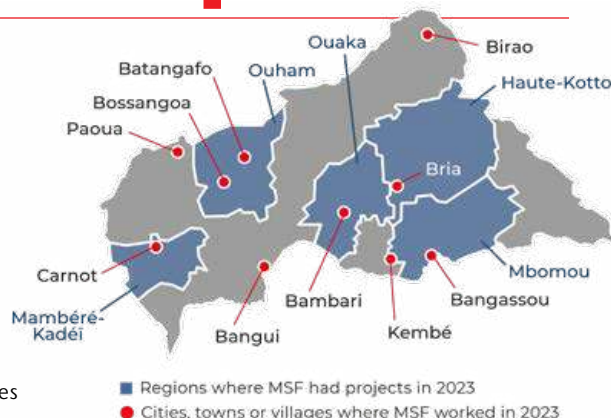 Ouaka
Birao
Batangafo
Ouham
Haute-Kotto
Bossangoa
Paoua
Bria
Carnot
Mbomou
Mambéré-
Kadéï
Bambari
Bangassou
Bangui
Kembé
es
Regions where MSF had projects in 2023
Cities, towns or villages where MSF worked in 2023